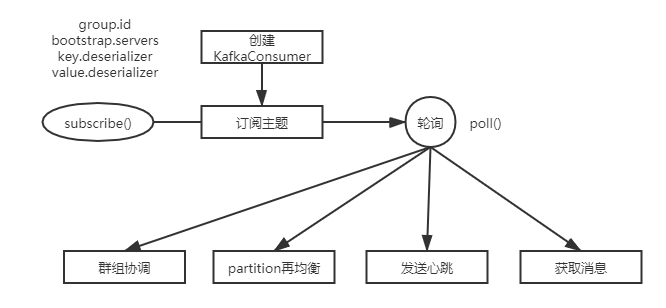 group.id
bootstrap.servers
key.deserializer
value.deserializer
创建
KafkaConsumer
subscribe()
订阅主题
轮询
poll()
群组协调
partition再均衡
发送心跳
获取消息